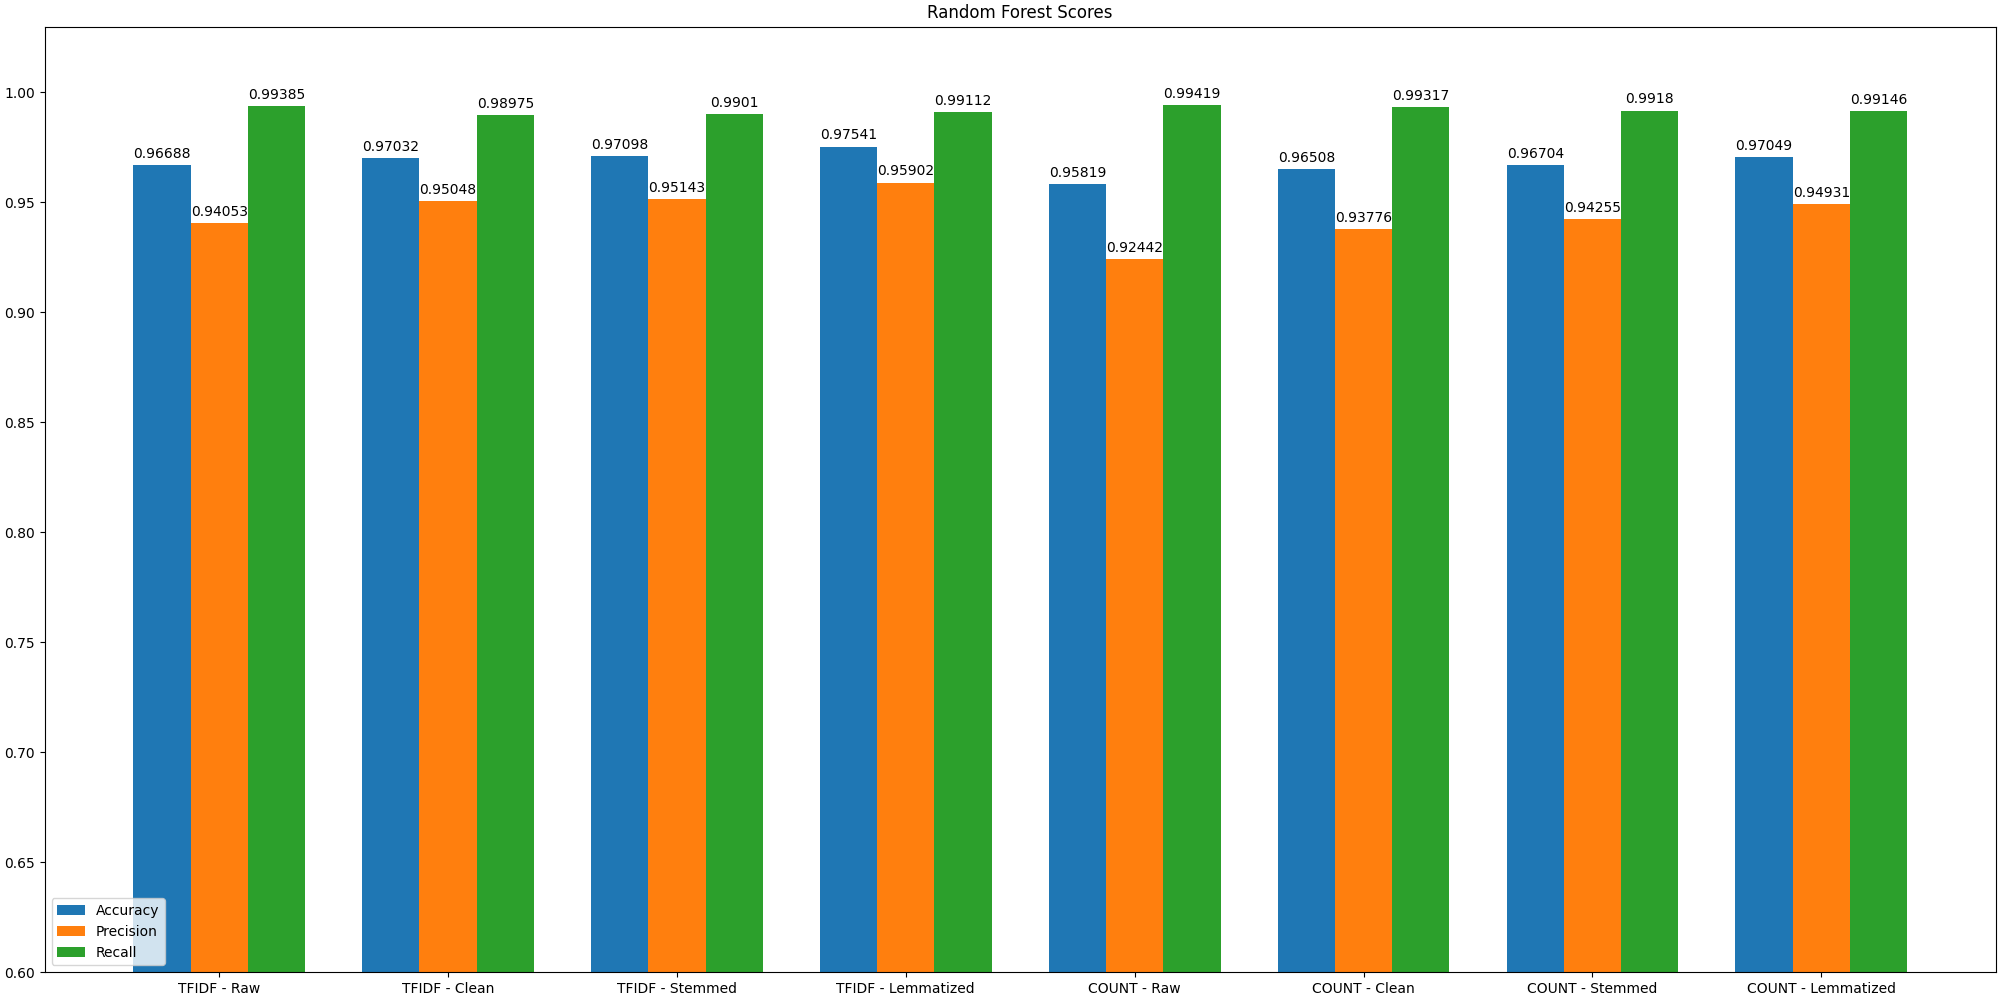 Random Forest Scores
1.00
0.95
0.90
0.85
0.80
0.75
0.70
0.65
0.60
0.96688
0.94053
0.99385
0.97032
0.95048
0.98975
0.97098
0.95143
0.9901
0.97541
0.95902
0.99112
0.95819
0.92442
0.99419
0.96508
0.93776
0.99317
0.96704
0.94255
0.9918
0.97049
0.94931
0.99146
Accuracy
Precision
Recall
TFIDF - Raw
TFIDF - Clean
TFIDF - Stemmed
TFIDF - Lemmatized
COUNT - Raw
COUNT - Clean
COUNT - Stemmed
COUNT - Lemmatized